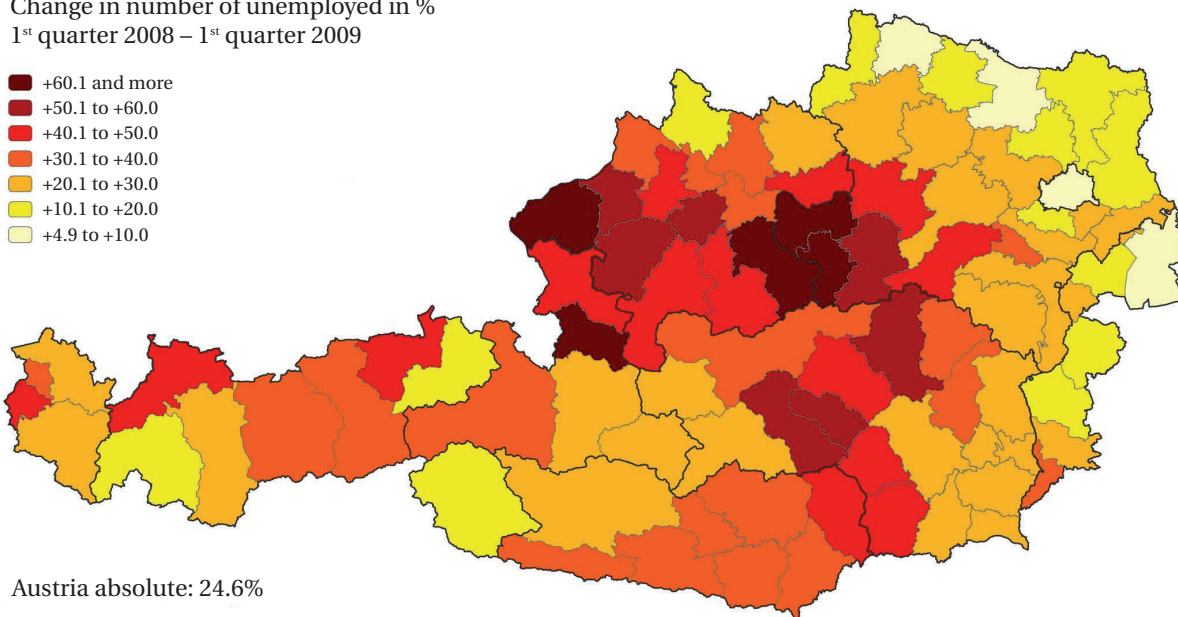 Change in number of unemployed in %
1st quarter 2008 – 1st quarter 2009
+60.1 and more
+50.1 to +60.0
+40.1 to +50.0
+30.1 to +40.0
+20.1 to +30.0
+10.1 to +20.0
+4.9 to +10.0
Austria absolute: 24.6%